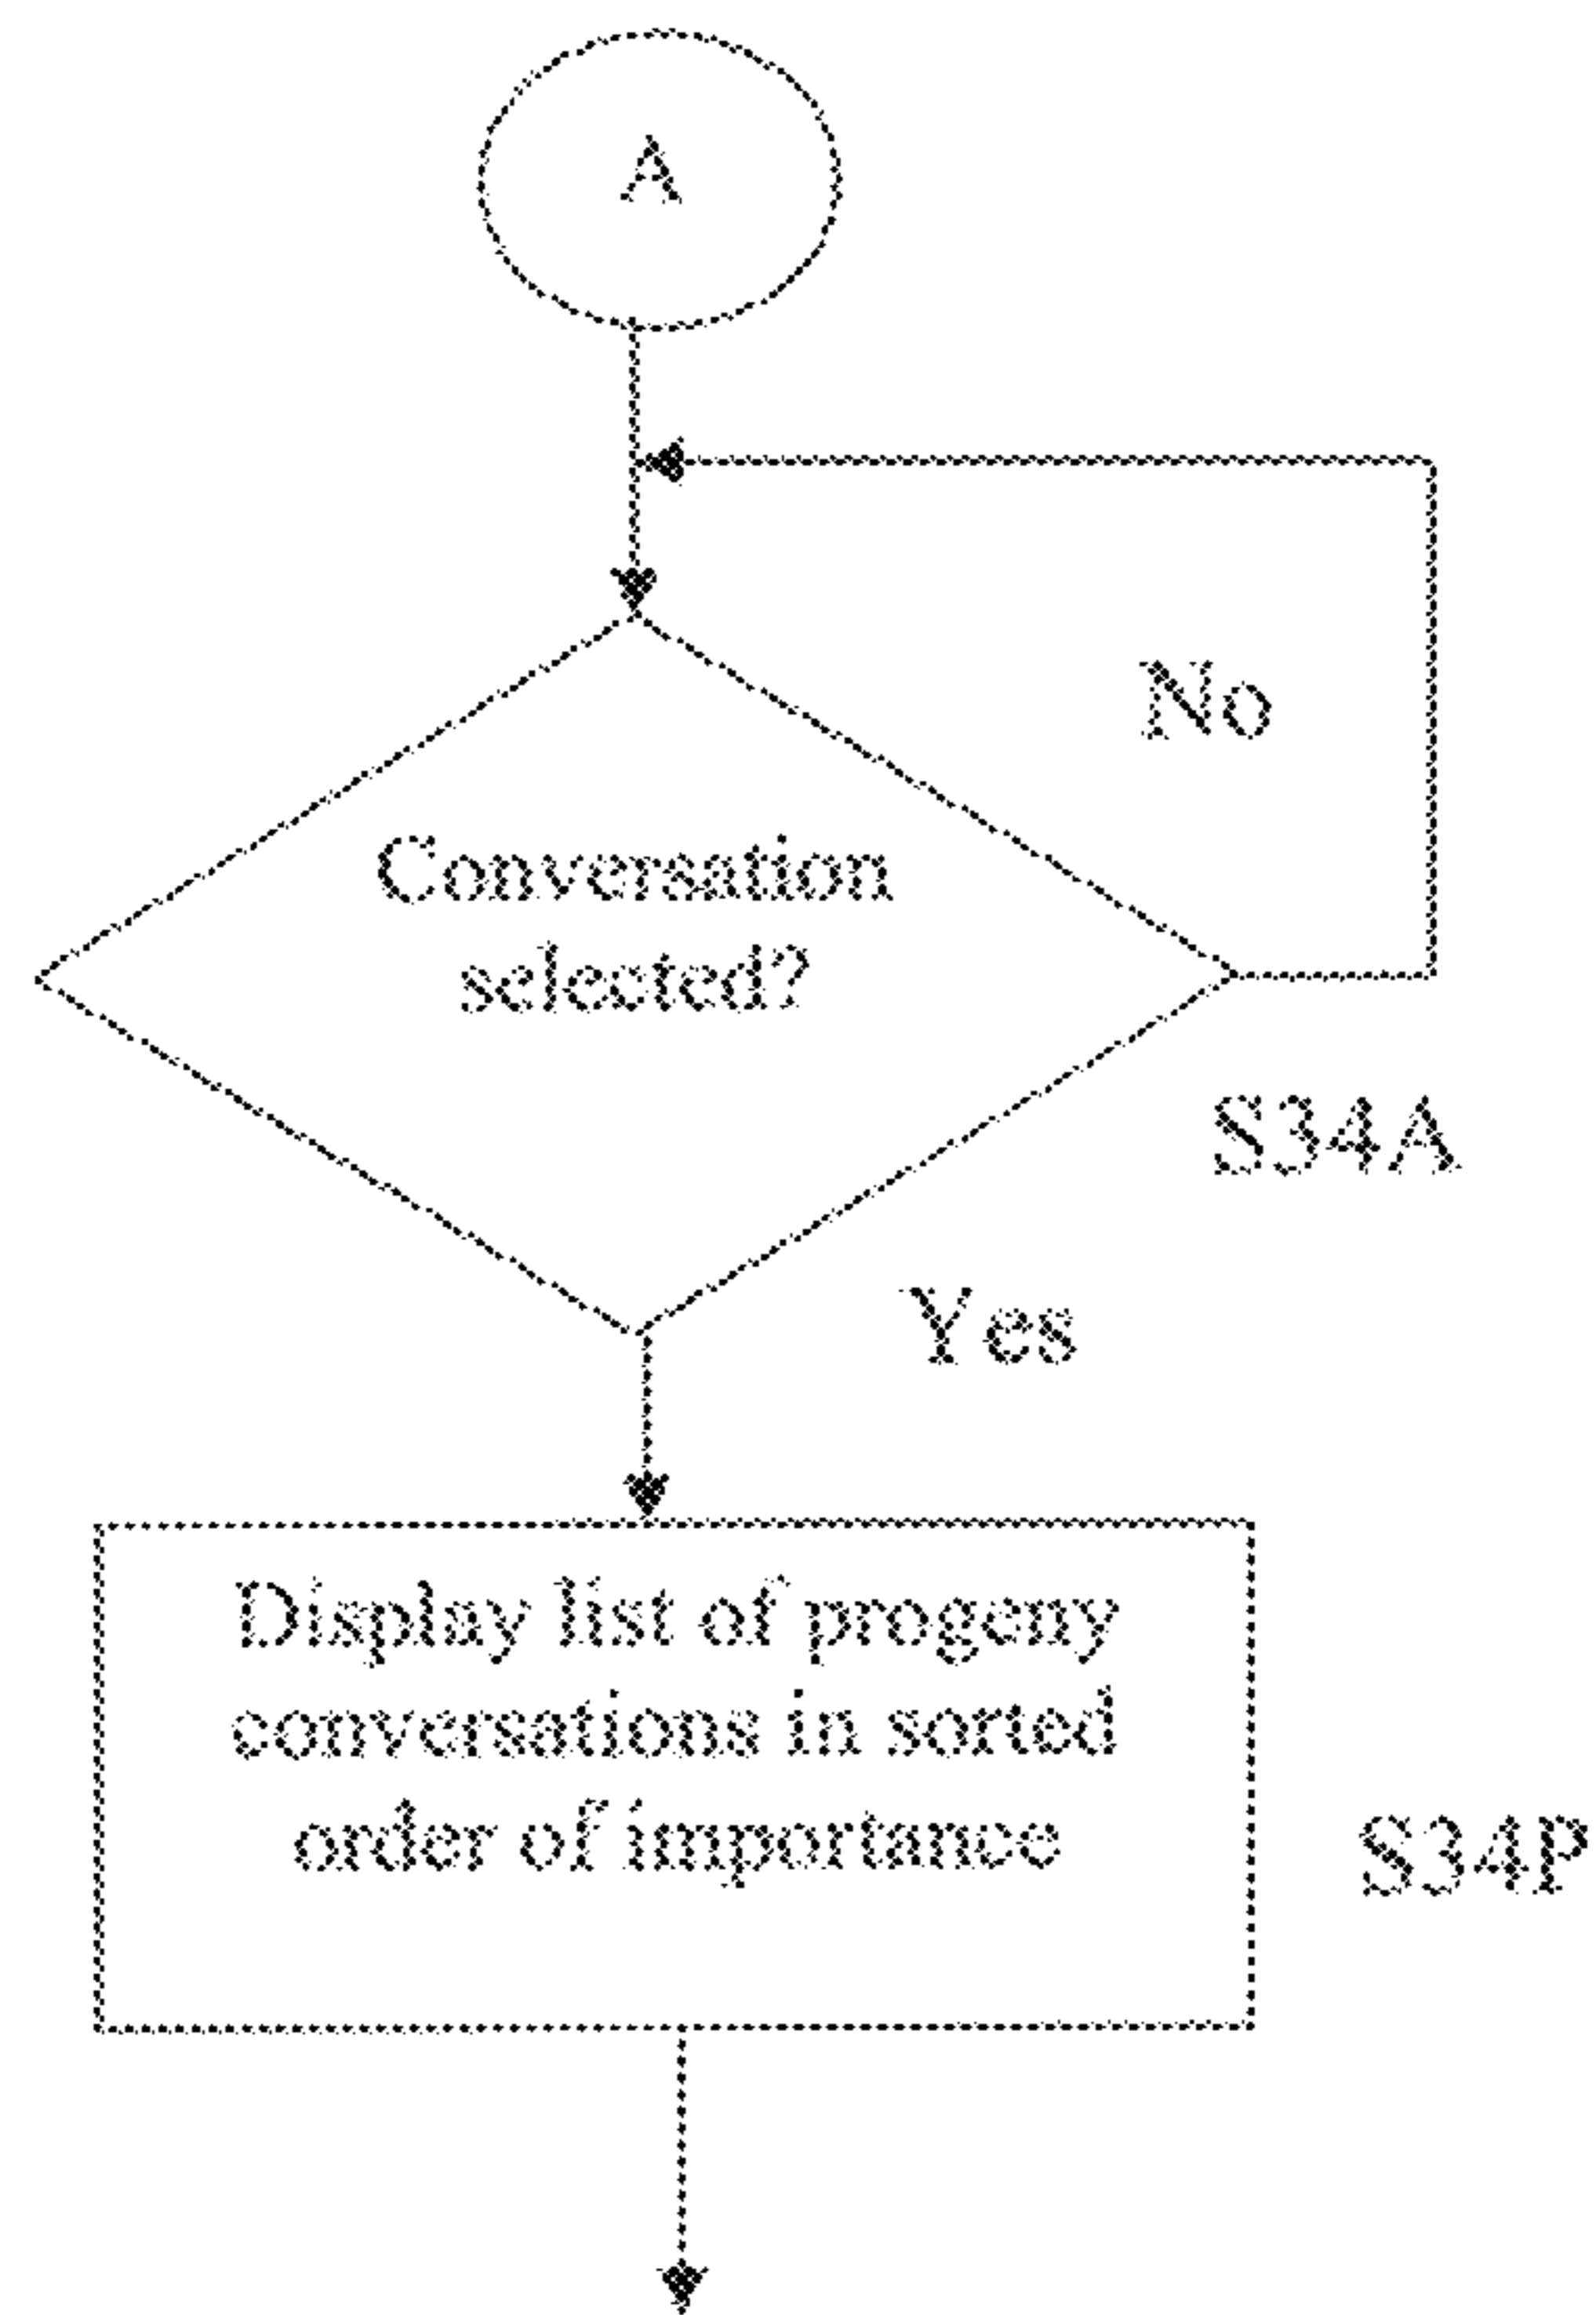 A
No
Conversation
selected?
S34A
Yes
Display list of progeny
conversations in sorted
order of importance
S34P